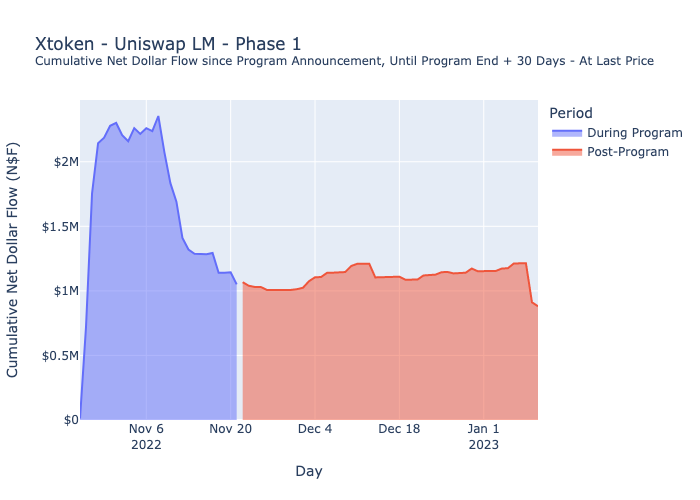 Xtoken - Uniswap LM - Phase 1
Cumulative Net Dollar Flow since Program Announcement, Until Program End + 30 Days - At Last Price
Period
During Program
Post-Program
Cumulative Net Dollar Flow (N$F)
$2M
$1.5M
$1M
$0.5M
$0
Nov 6
2022
Nov 20
Dec 4
Dec 18
Jan 1
2023
Day